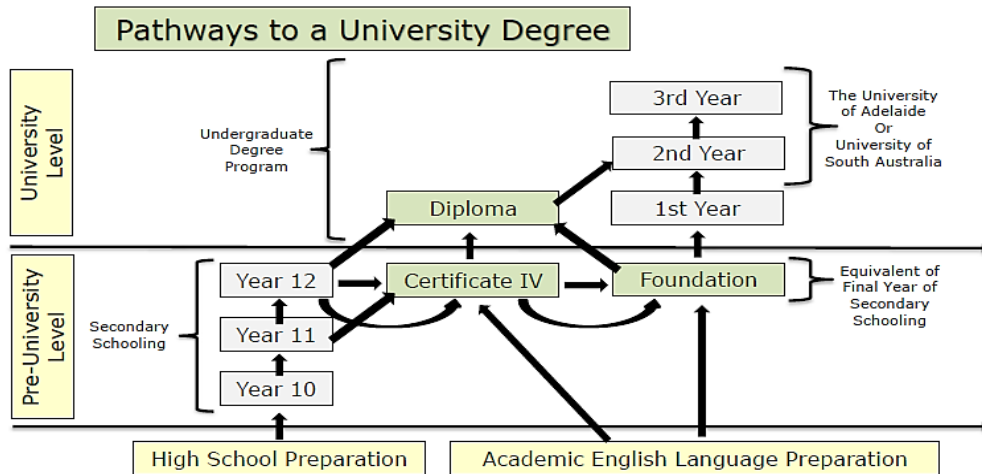 Pathways to a University Degree
University
Level
Undergraduate
Degree
Program
3rd Year
2nd Year
1st Year
The University
of Adelaide
Or
University of
South Australia
Diploma
Pre-University
Level
Secondary
Schooling
Year 12
Year 11
Year 10
Certificate IV
Foundation
Equivalent of
Final Year of
Secondary
Schooling
High School Preparation
Academic English Language Preparation